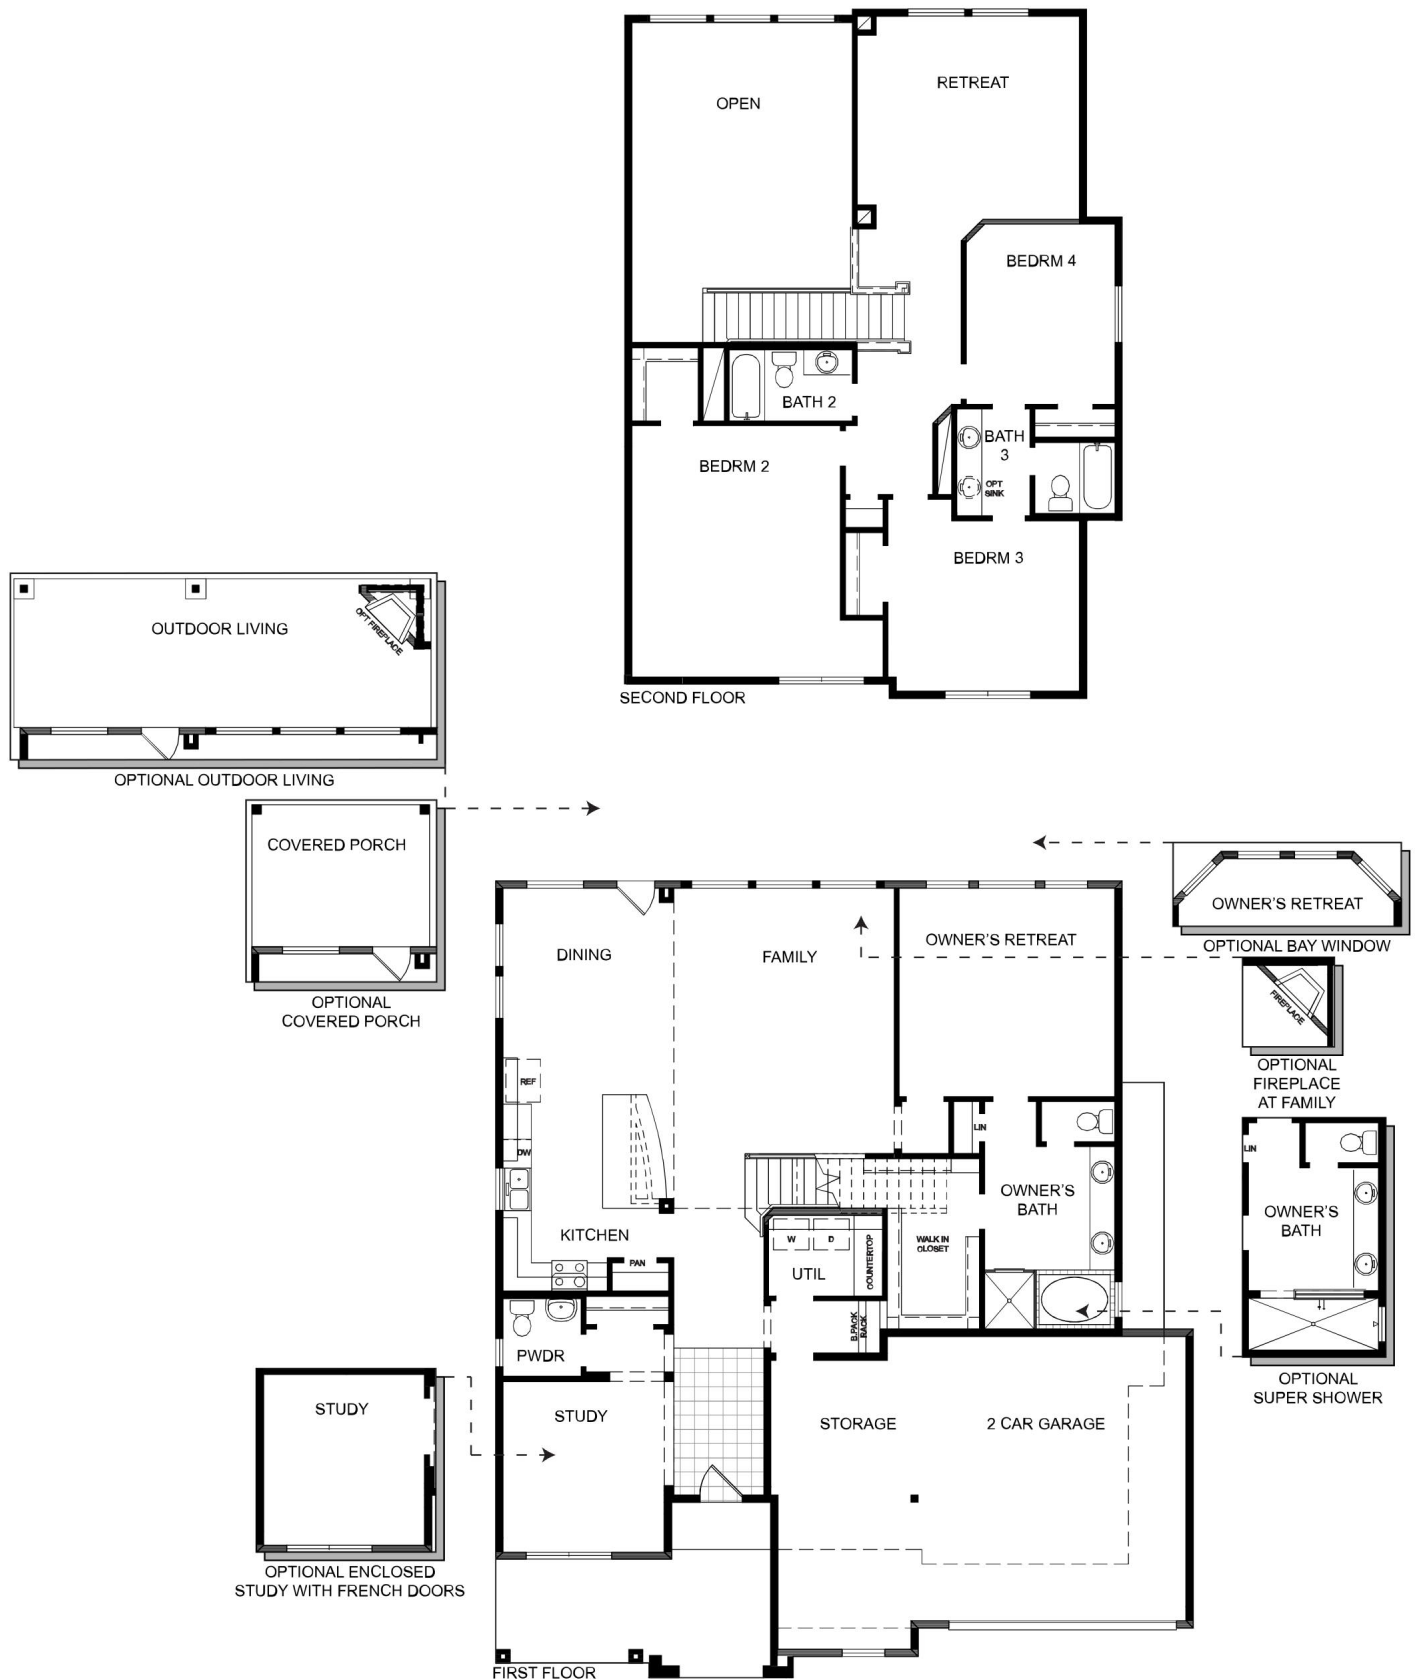 RETREAT
OPEN
BEDRM 4
BATH 2
BATH
3
OPT
SINK
BEDRM 2
BEDRM 3
SECOND FLOOR
OUTDOOR LIVING
OPT FIREPLACE
OPTIONAL OUTDOOR LIVING
COVERED PORCH
OPTIONAL
COVERED PORCH
OWNER'S RETREAT
OPTIONAL BAY WINDOW
FIREPLACE
OPTIONAL
FIREPLACE
AT FAMILY
DINING
FAMILY
OWNER'S RETREAT
REF
DW
LIN
OWNER'S
BATH
KITCHEN
PAN
W
D
COUNTERTOP
UTIL
WALK IN
CLOSET
B.PACK
RACK
PWDR
STUDY
STORAGE
2 CAR GARAGE
LIN
OWNER'S
BATH
OPTIONAL
SUPER SHOWER
STUDY
OPTIONAL ENCLOSED
STUDY WITH FRENCH DOORS
FIRST FLOOR